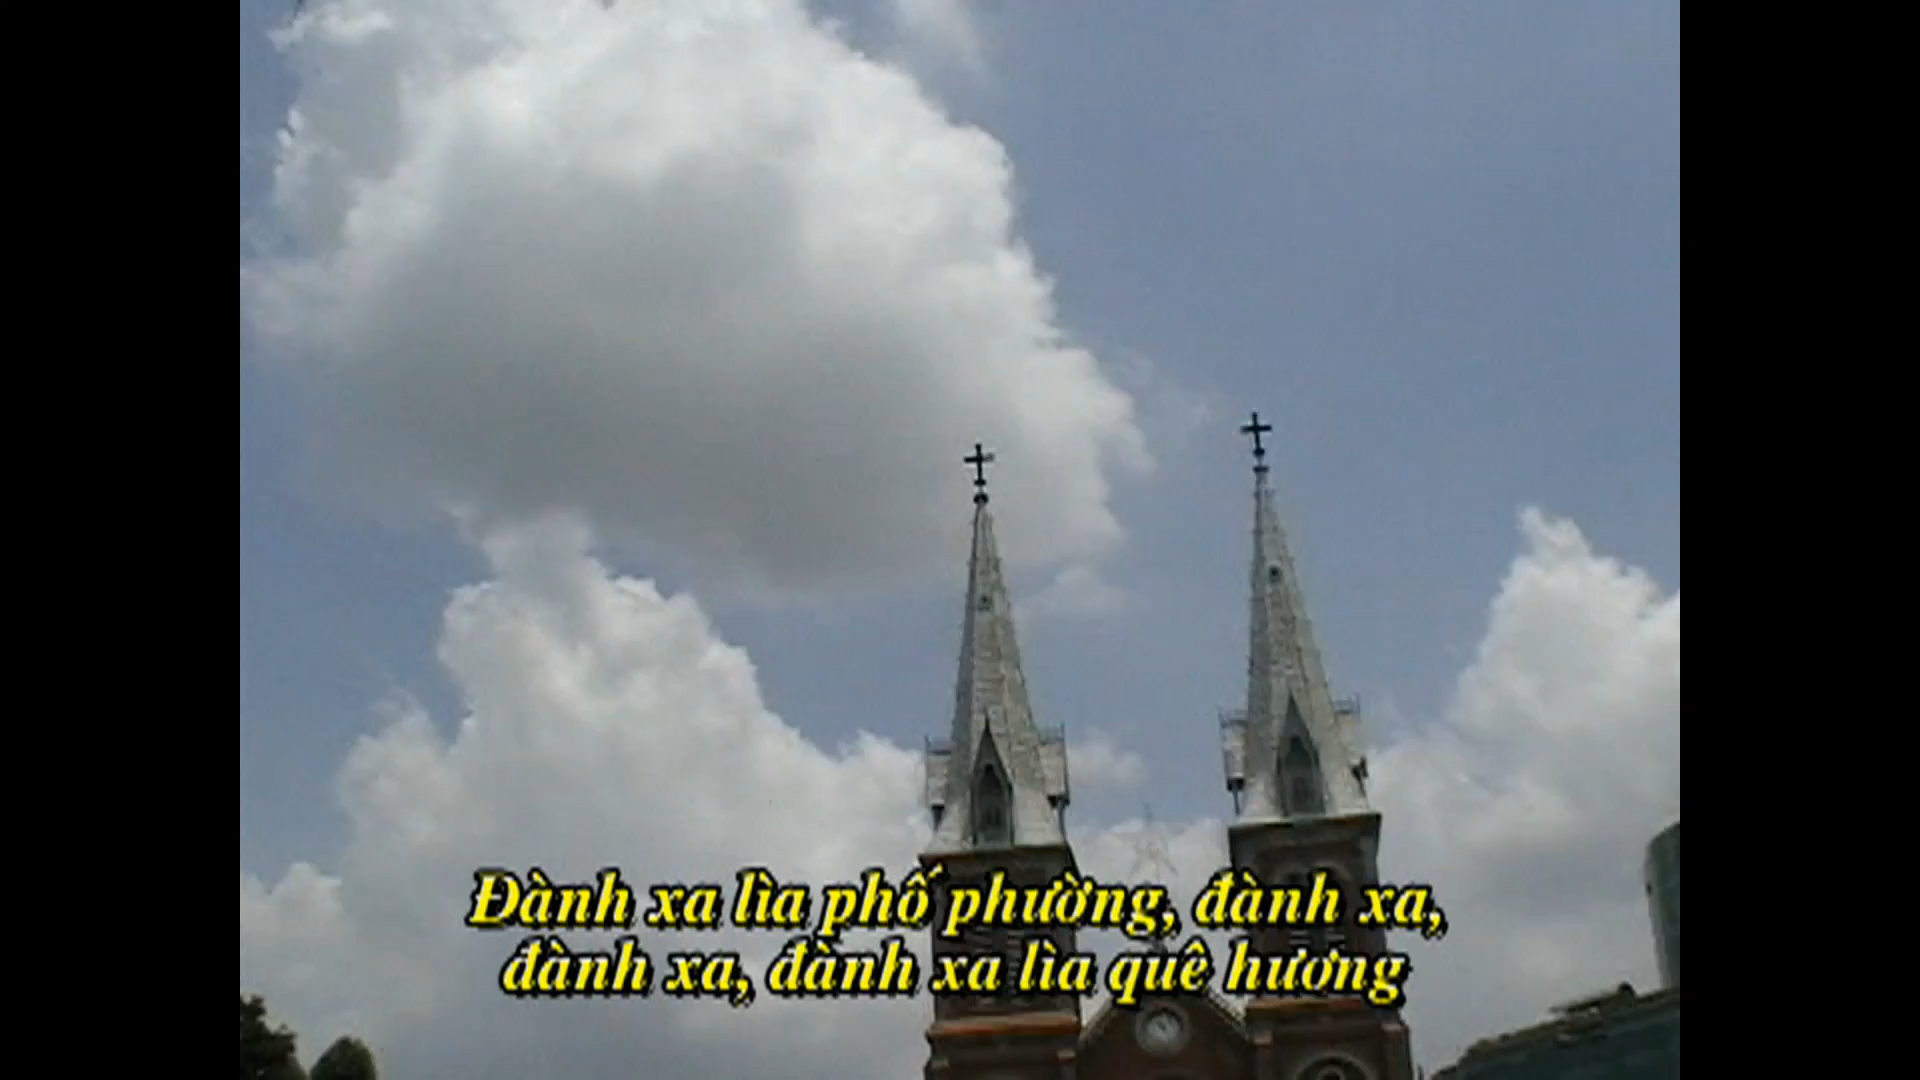 Đành xa lìa phố phường, đành xa,
đành xa, đành xa lìa quê hương